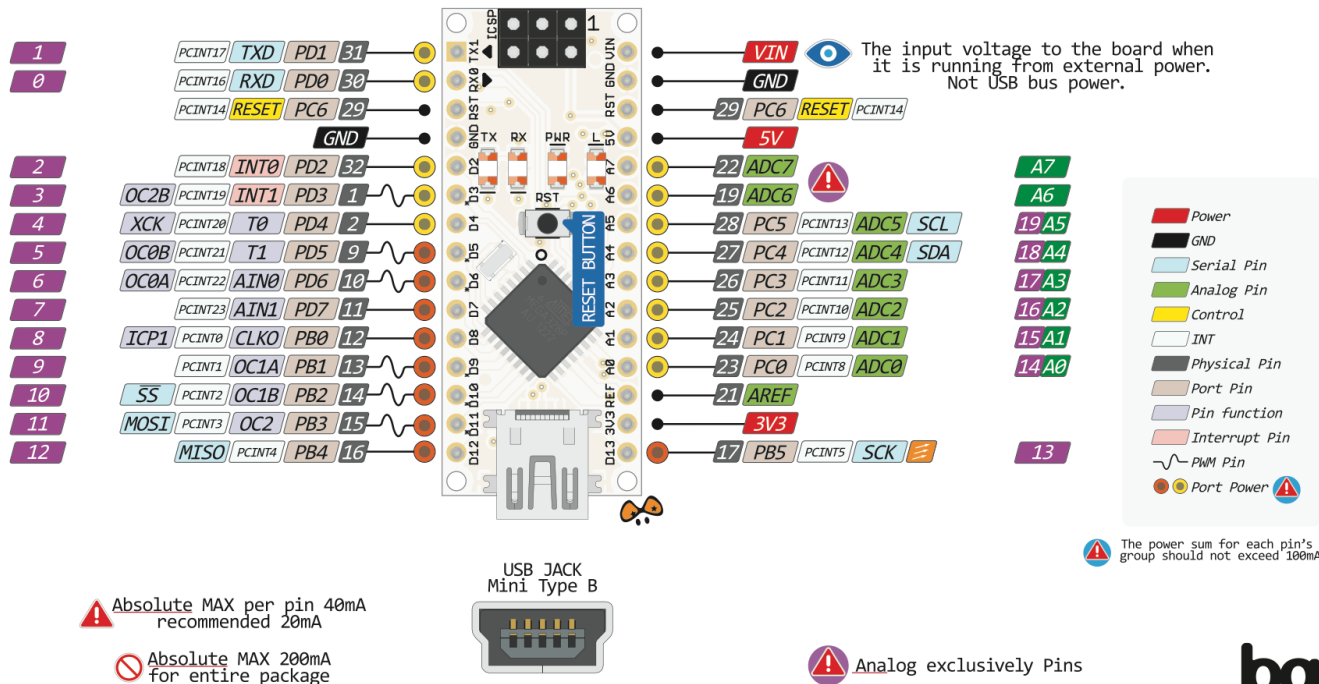 ICSP
1
1 PCINT17 TXD PD1 31 TX1 VIN VIN The input voltage to the board when
it is running from external power.
Not USB bus power.
0 PCINT16 RXD PD0 30 RX0 GND GND
PCINT14 RESET PC6 29 RST RST 29 PC6 RESET PCINT14
GND GND TX RX PWR L 5V 5V
2 PCINT18 INT0 PD2 32 D2 A7 22 ADC7 A7
3 OC2B PCINT19 INT1 PD3 1 D3 RST A6 19 ADC6 A6
4 XCK PCINT20 T0 PD4 2 D4 A5 28 PC5 PCINT13 ADC5 SCL 19 A5
5 OC0B PCINT21 T1 PD5 9 D5 A4 27 PC4 PCINT12 ADC4 SDA 18 A4
6 OC0A PCINT22 AIN0 PD6 10 D6 A3 26 PC3 PCINT11 ADC3 17 A3
7 PCINT23 AIN1 PD7 11 D7 A2 25 PC2 PCINT10 ADC2 16 A2
8 ICP1 PCINT0 CLKO PB0 12 D8 A1 24 PC1 PCINT9 ADC1 15 A1
9 PCINT1 OC1A PB1 13 D9 A0 23 PC0 PCINT8 ADC0 14 A0
10 SS PCINT2 OC1B PB2 14 D10 REF 21 AREF
11 MOSI PCINT3 OC2 PB3 15 D11 3V3 3V3
12 MISO PCINT4 PB4 16 D12 D13 17 PB5 PCINT5 SCK 13
RESET BUTTON
Power
GND
Serial Pin
Analog Pin
Control
INT
Physical Pin
Port Pin
Pin function
Interrupt Pin
PWM Pin
Port Power
The power sum for each pin's
group should not exceed 100mA
USB JACK
Mini Type B
Absolute MAX per pin 40mA
recommended 20mA
Absolute MAX 200mA
for entire package
Analog exclusively Pins